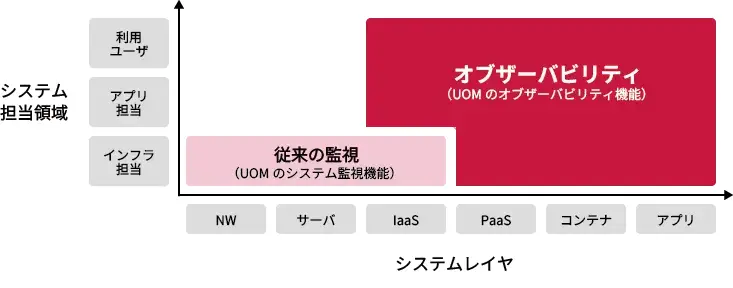 利用
ユーザ
システム
担当領域
アプリ
担当
インフラ
担当
オブザーバビリティ
（UOM のオブザーバビリティ機能）
従来の監視
（UOM のシステム監視機能）
NW
サーバ
IaaS
PaaS
コンテナ
アプリ
システムレイヤ